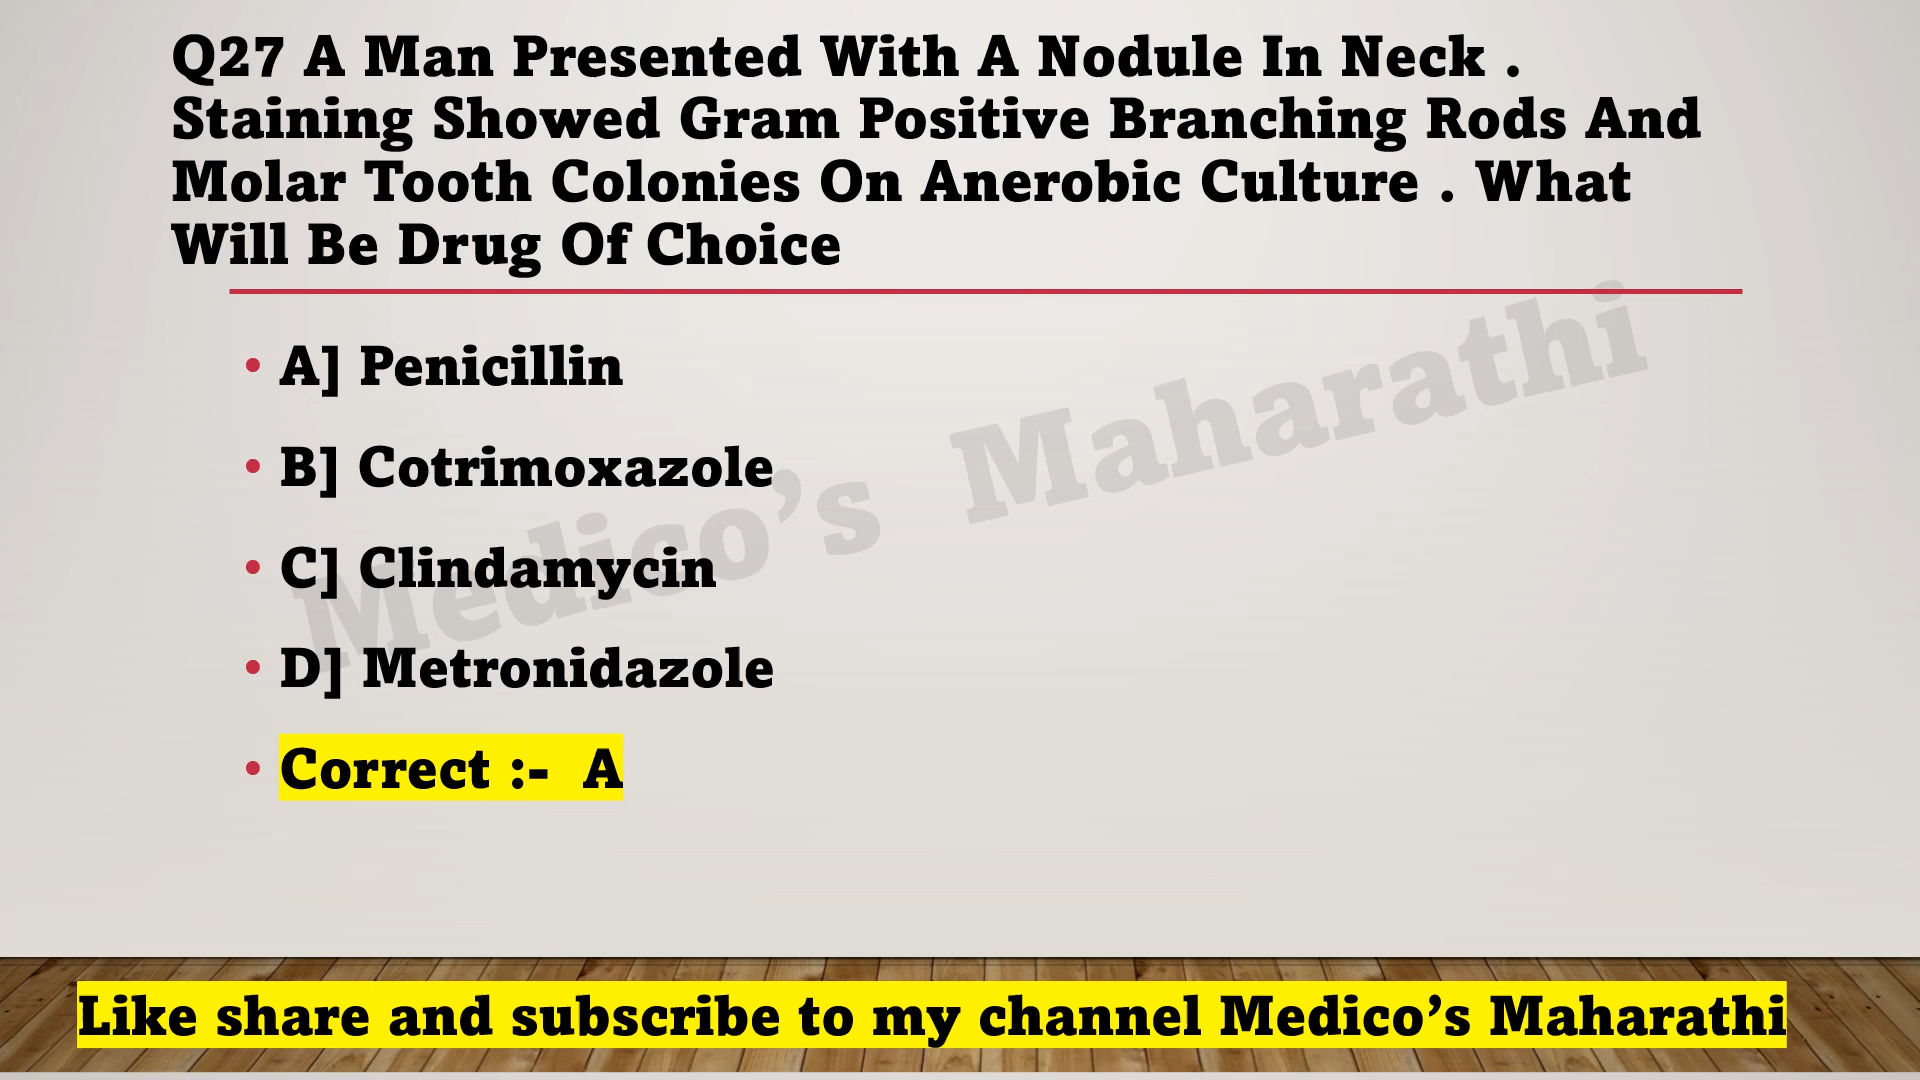 Q27 A Man Presented With A Nodule In Neck .
Staining Showed Gram Positive Branching Rods And
Molar Tooth Colonies On Anerobic Culture . What
Will Be Drug Of Choice
• A] Penicillin
• B] Cotrimoxazole
• C] Clindamycin
• D] Metronidazole
• Correct :-  A
Medico’s Maharathi
Like share and subscribe to my channel Medico’s Maharathi